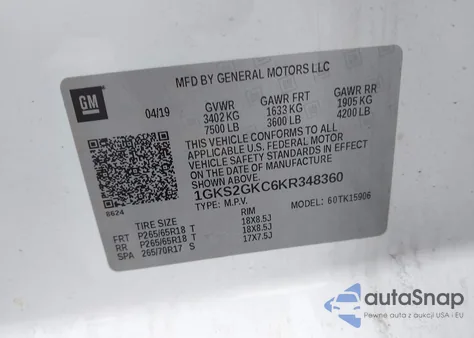 MFD BY GENERAL MOTORS LLC
GM
04/19
GVWR GAWR FRT GAWR RR
3402 KG 1633 KG 1905 KG
7500 LB 3600 LB 4200 LB
THIS VEHICLE CONFORMS TO ALL
APPLICABLE U.S. FEDERAL MOTOR
VEHICLE SAFETY STANDARDS IN EFFECT
ON THE DATE OF MANUFACTURE
SHOWN ABOVE.
1GKS2GKC6KR348360
TYPE: M.P.V. MODEL: 60TK15906
8624
TIRE SIZE RIM
FRT P265/65R18 T 18X8.5J
RR P265/65R18 T 18X8.5J
SPA 265/70R17 S 17X7.5J
autoSnap
Pewne auta z aukcji USA i EU